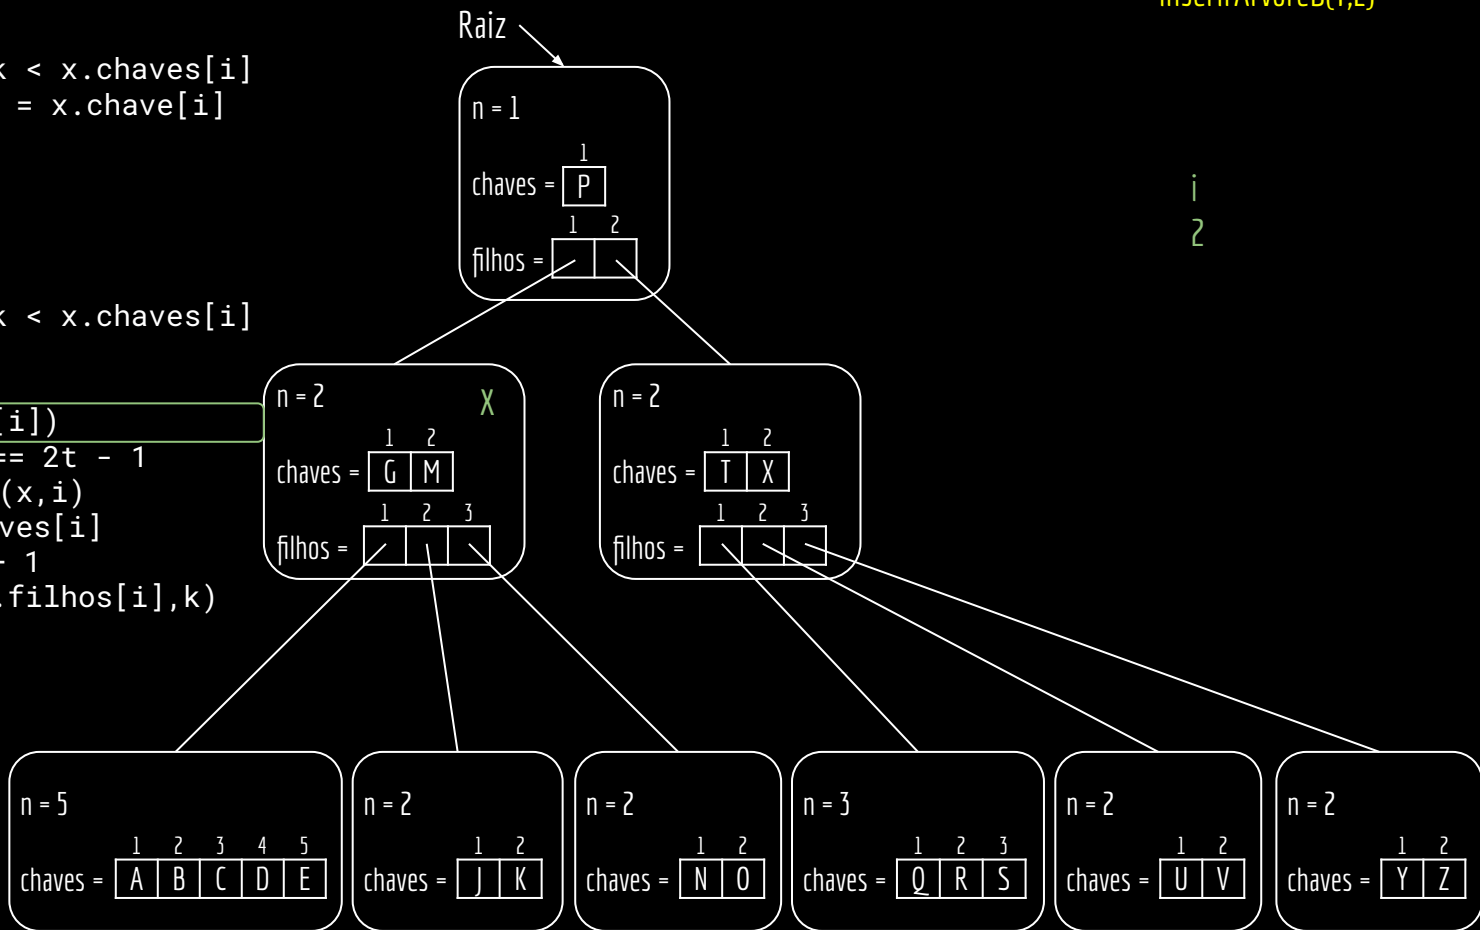 Raiz
k < x.chaves[i]
= x.chave[i]
n = 1
1
chaves = P
1 2
filhos =
i
2
k < x.chaves[i]
[i])
== 2t - 1
(x,i)
ves[i]
- 1
.filhos[i],k)
n = 2 X
1 2
chaves = G M
1 2 3
filhos =
n = 2
1 2
chaves = T X
1 2 3
filhos =
n = 5
1 2 3 4 5
chaves = A B C D E
n = 2
1 2
chaves = J K
n = 2
1 2
chaves = N O
n = 3
1 2 3
chaves = Q R S
n = 2
1 2
chaves = U V
n = 2
1 2
chaves = Y Z